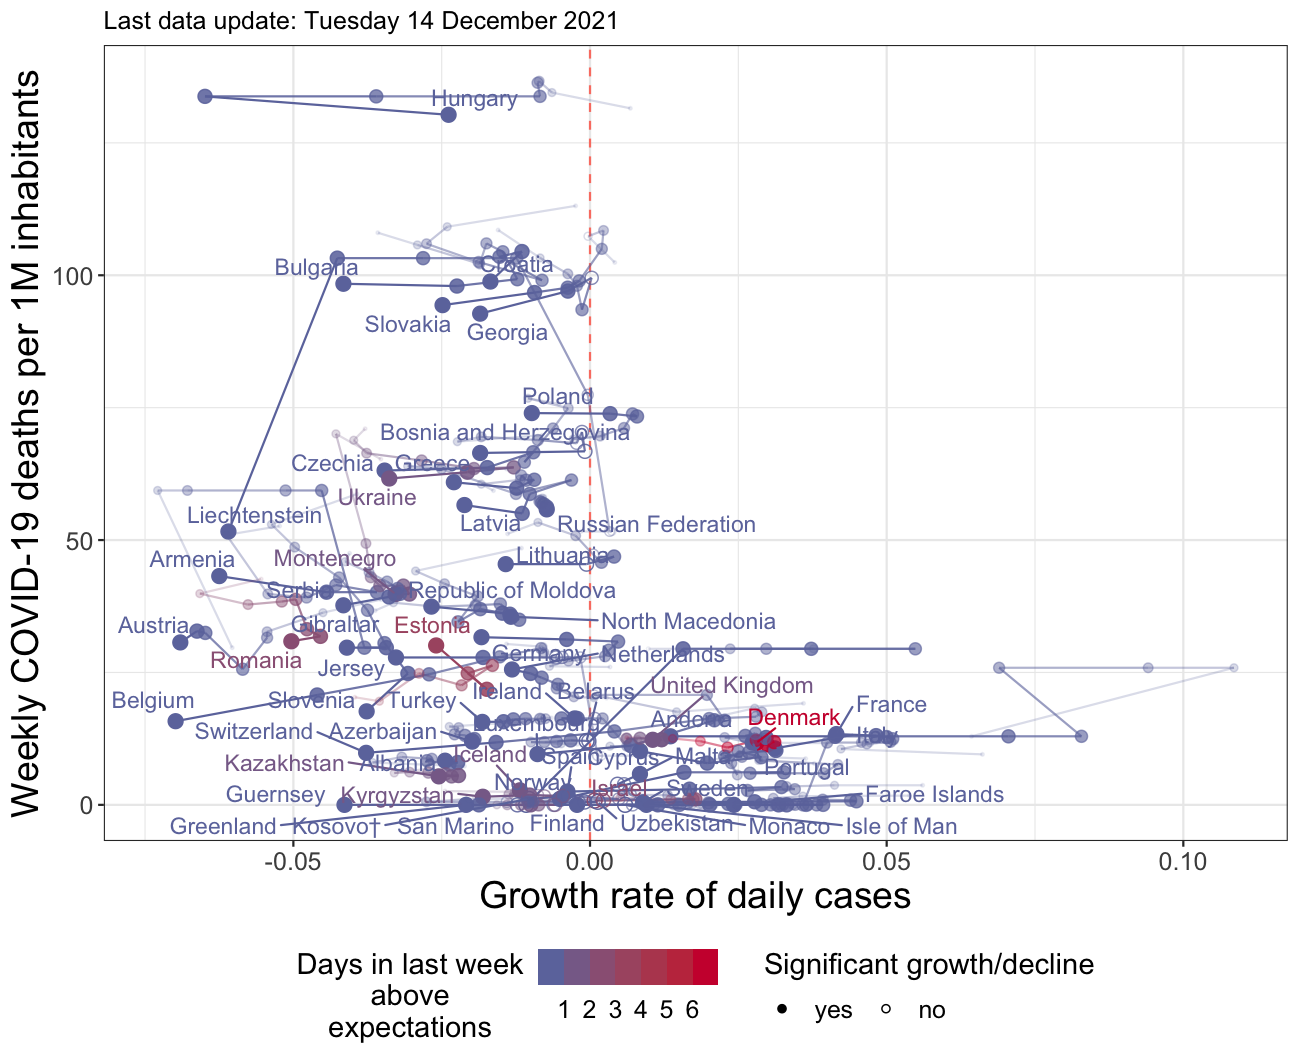 Last data update: Tuesday 14 December 2021
Weekly COVID-19 deaths per 1M inhabitants
100
50
0
Hungary
Bulgaria
Croatia
Slovakia
Georgia
Poland
Bosnia and Herzegovina
Czechia
Greece
Ukraine
Liechtenstein
Latvia
Russian Federation
Armenia
Montenegro
Lithuania
Serbia
Republic of Moldova
Austria
Gibraltar
Estonia
North Macedonia
Romania
Jersey
Germany
Netherlands
Belgium
Slovenia
Turkey
Ireland
Belarus
United Kingdom
France
Switzerland
Azerbaijan
Luxembourg
Andorra
Denmark
Italy
Kazakhstan
Albania
Iceland
Spain
Cyprus
Malta
Portugal
Guernsey
Kyrgyzstan
Norway
Israel
Sweden
Faroe Islands
Greenland
Kosovo†
San Marino
Finland
Uzbekistan
Monaco
Isle of Man
-0.05
0.00
0.05
0.10
Growth rate of daily cases
Days in last week
above
expectations
1 2 3 4 5 6
Significant growth/decline
yes
no